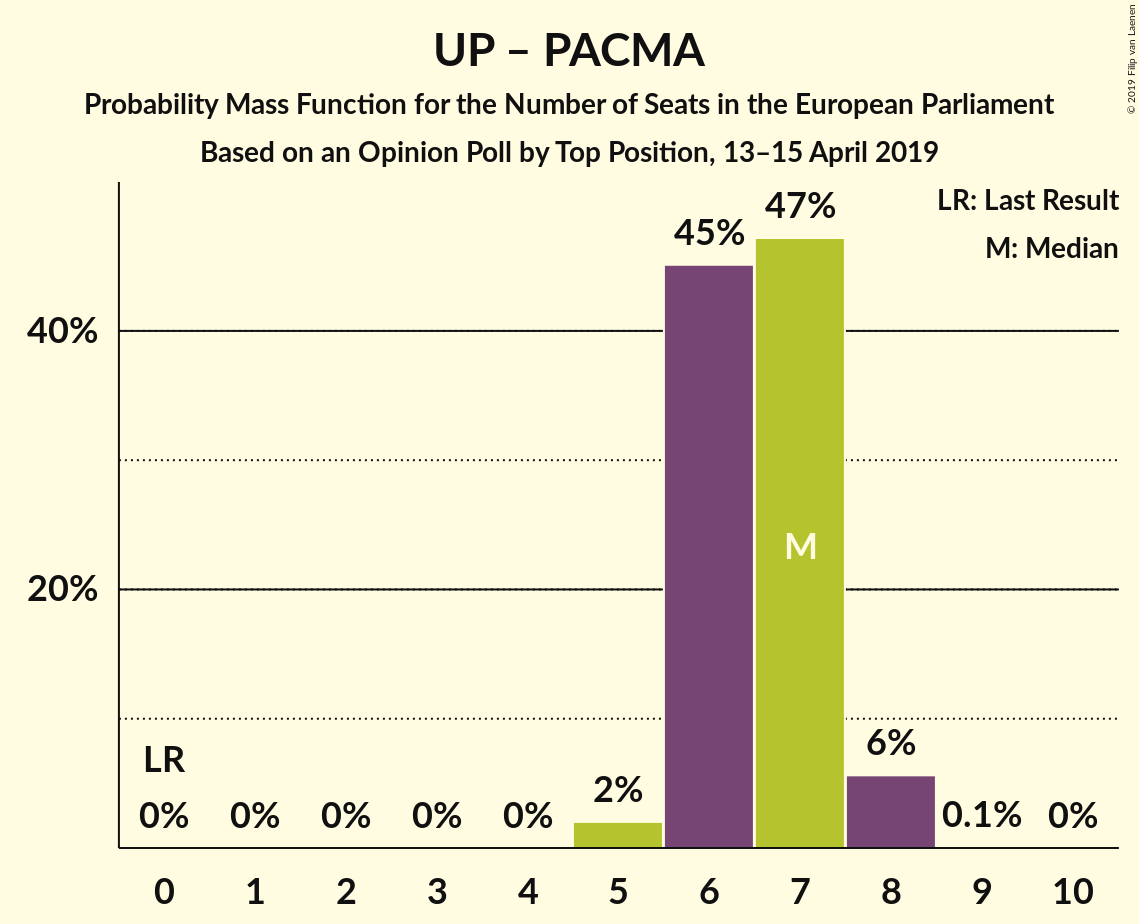 UP – PACMA
Probability Mass Function for the Number of Seats in the European Parliament
Based on an Opinion Poll by Top Position, 13–15 April 2019
© 2019 Filip van Laenen
LR: Last Result
M: Median
40%
20%
LR
0%
0%
0%
0%
0%
2%
45%
47%
M
6%
0.1%
0%
0 1 2 3 4 5 6 7 8 9 10